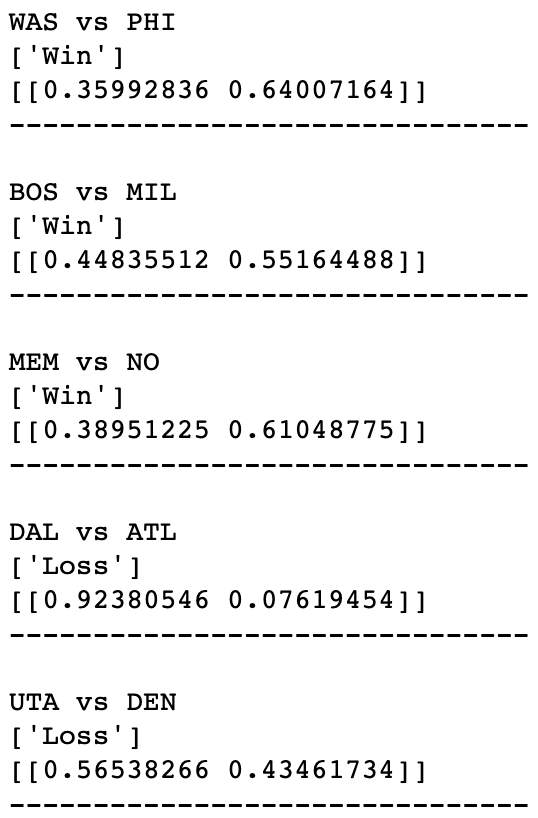 WAS vs PHI
['Win']
[[0.35992836 0.64007164]]
-------------------------------
BOS vs MIL
['Win']
[[0.44835512 0.55164488]]
-------------------------------
MEM vs NO
['Win']
[[0.38951225 0.61048775]]
-------------------------------
DAL vs ATL
['Loss']
[[0.92380546 0.07619454]]
-------------------------------
UTA vs DEN
['Loss']
[[0.56538266 0.43461734]]
-------------------------------